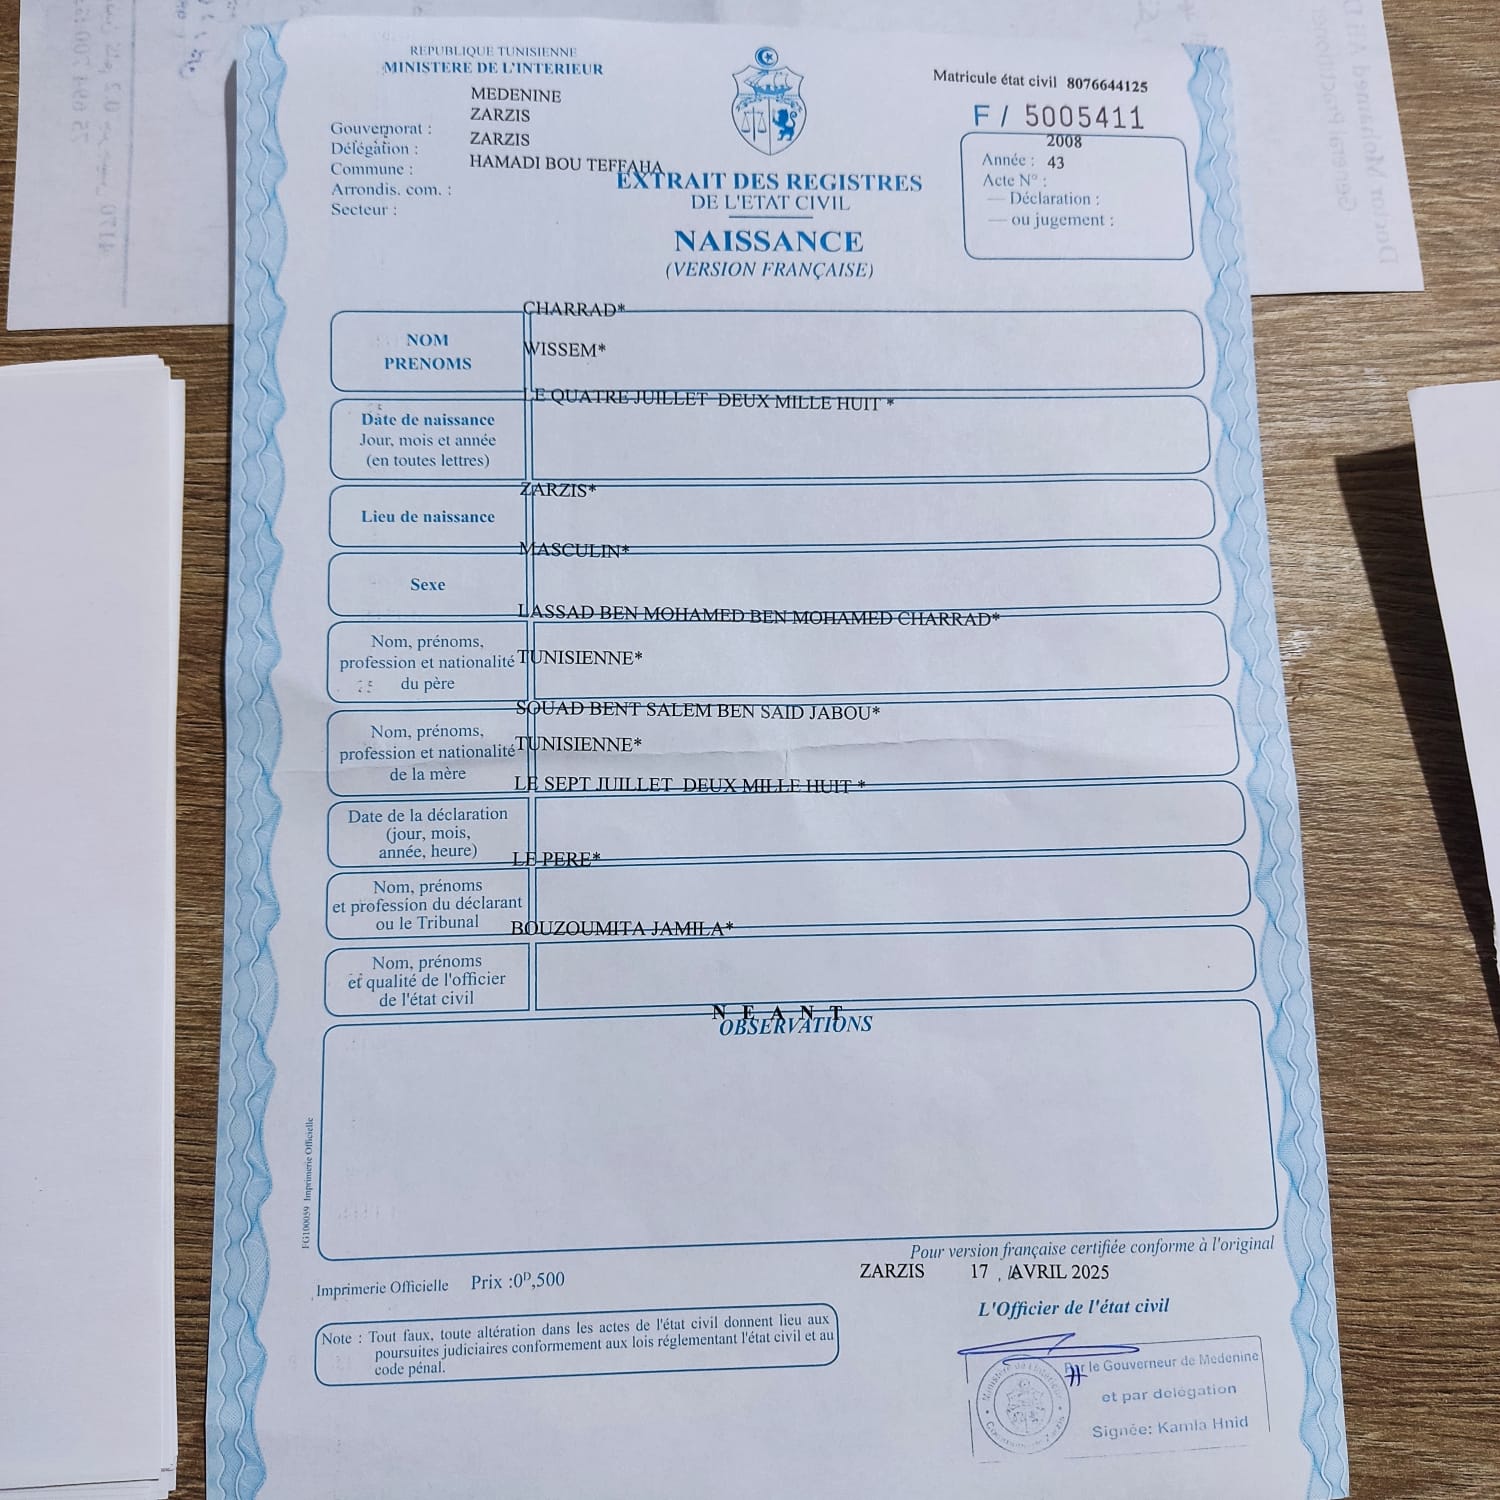 REPUBLIQUE TUNISIENNE
MINISTERE DE L'INTERIEUR
MEDENINE
ZARZIS
Gouvernorat :
ZARZIS
Délégation :
HAMADI BOU TEFFAHA
Commune :
Arrondis. com. :
Secteur :
Matricule état civil 8076644125
F / 5005411
2008
Année : 43
Acte N° :
— Déclaration :
— ou jugement :
EXTRAIT DES REGISTRES
DE L'ETAT CIVIL
NAISSANCE
(VERSION FRANÇAISE)
CHARRAD*
NOM
PRENOMS
WISSEM*
LE QUATRE JUILLET DEUX MILLE HUIT *
Date de naissance
Jour, mois et année
(en toutes lettres)
ZARZIS*
Lieu de naissance
MASCULIN*
Sexe
LASSAD BEN MOHAMED BEN MOHAMED CHARRAD*
Nom, prénoms,
profession et nationalité
du père
TUNISIENNE*
SOUAD BENT SALEM BEN SAID JABOU*
Nom, prénoms,
profession et nationalité
de la mère
TUNISIENNE*
LE SEPT JUILLET DEUX MILLE HUIT *
Date de la déclaration
(jour, mois,
année, heure)
LE PERE*
Nom, prénoms
et profession du déclarant
ou le Tribunal
BOUZOUMITA JAMILA*
Nom, prénoms
et qualité de l'officier
de l'état civil
N E A N T
OBSERVATIONS
FG100059 Imprimerie Officielle
Pour version française certifiée conforme à l'original
ZARZIS 17 AVRIL 2025
Imprimerie Officielle Prix :0ᴰ,500
L'Officier de l'état civil
Note : Tout faux, toute altération dans les actes de l'état civil donnent lieu aux
poursuites judiciaires conformement aux lois réglementant l'état civil et au
code pénal.
Par le Gouverneur de Medenine
et par delégation
Signée: Kamla Hnid